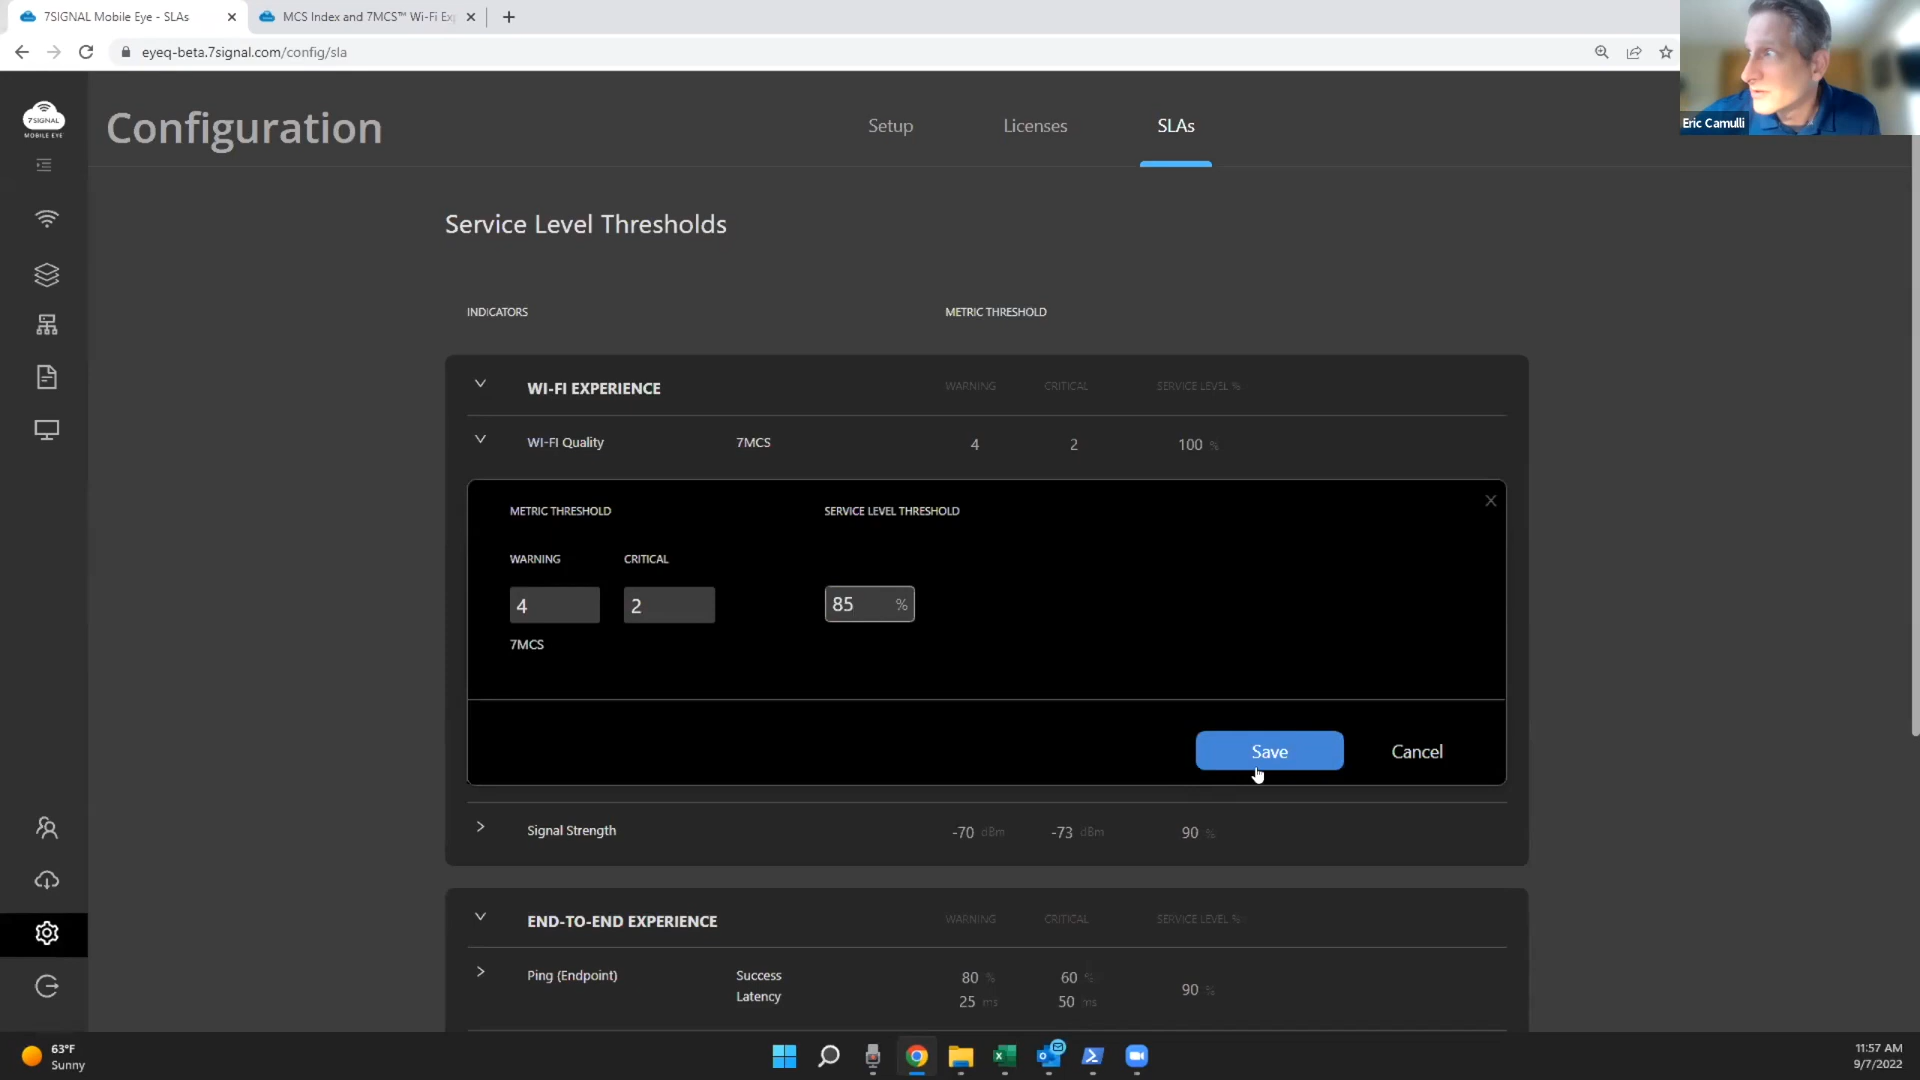 7SIGNAL Mobile Eye - SLAs
MCS Index and 7MCS™ Wi-Fi Ex
eyeq-beta.7signal.com/config/sla
Eric Camulli
7SIGNAL
MOBILE EYE
Configuration
Setup
Licenses
SLAs
Service Level Thresholds
INDICATORS
METRIC THRESHOLD
WI-FI EXPERIENCE
WARNING
CRITICAL
SERVICE LEVEL %
WI-FI Quality
7MCS
4
2
100 %
METRIC THRESHOLD
SERVICE LEVEL THRESHOLD
WARNING
CRITICAL
4
2
85 %
7MCS
Save
Cancel
Signal Strength
-70 dBm
-73 dBm
90 %
END-TO-END EXPERIENCE
WARNING
CRITICAL
SERVICE LEVEL %
Ping (Endpoint)
Success
80 %
60 %
Latency
25 ms
50 ms
90 %
63°F
Sunny
11:57 AM
9/7/2022